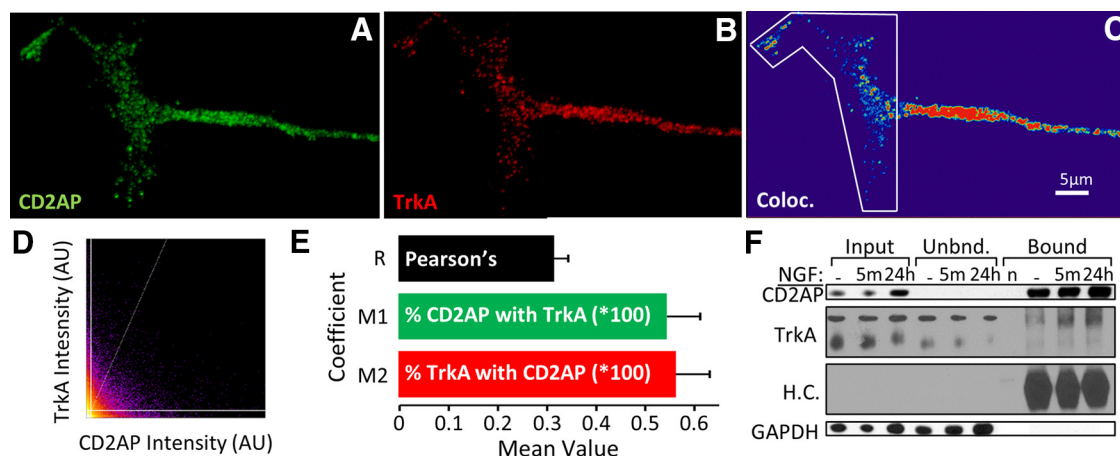 A
CD2AP
B
TrkA
C
Coloc.
5µm
D
TrkA Intesnsity (AU)
CD2AP Intensity (AU)
E
Coefficient
R
Pearson's
M1
% CD2AP with TrkA (*100)
M2
% TrkA with CD2AP (*100)
0 0.1 0.2 0.3 0.4 0.5 0.6
Mean Value
F
Input Unbnd. Bound
NGF: - 5m 24h - 5m 24h n - 5m 24h
CD2AP
TrkA
H.C.
GAPDH